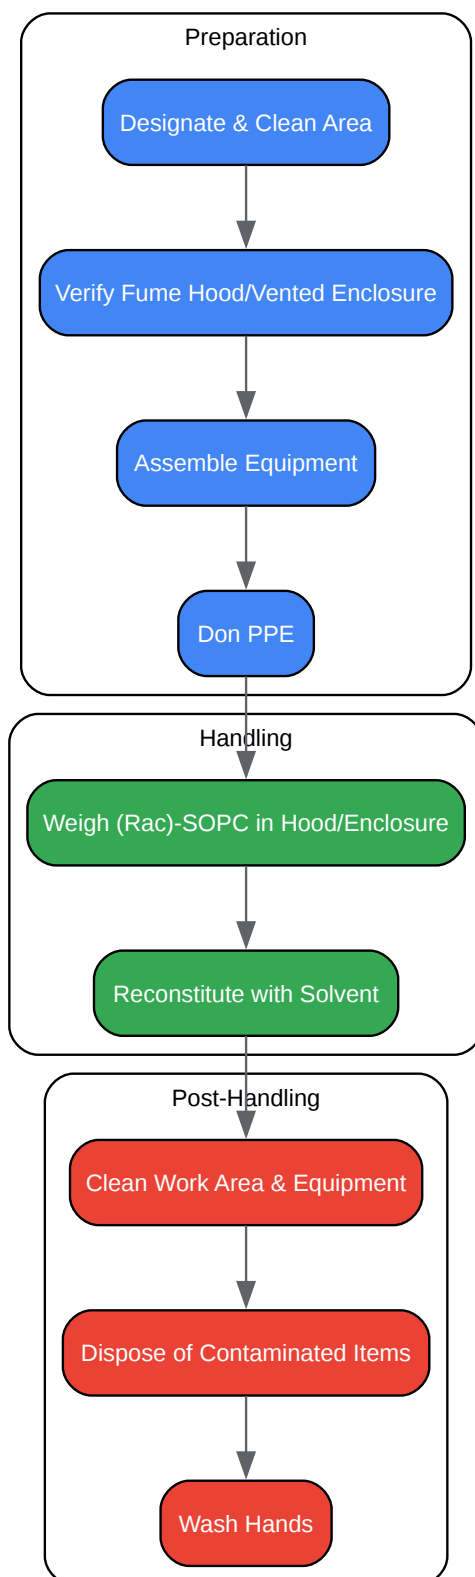 Preparation
Designate & Clean Area
Verify Fume Hood/Vented Enclosure
Assemble Equipment
Don PPE
Handling
Weigh (Rac)-SOPC in Hood/Enclosure
Reconstitute with Solvent
Post-Handling
Clean Work Area & Equipment
Dispose of Contaminated Items
Wash Hands